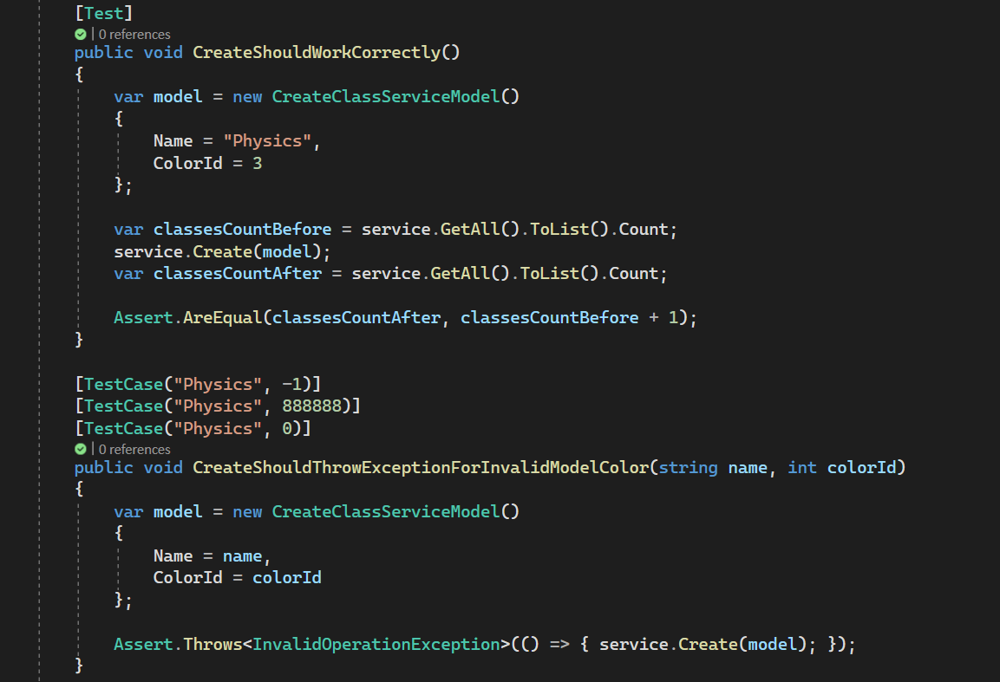 [Test]
| 0 references
public void CreateShouldWorkCorrectly()
{
    var model = new CreateClassServiceModel()
    {
        Name = "Physics",
        ColorId = 3
    };

    var classesCountBefore = service.GetAll().ToList().Count;
    service.Create(model);
    var classesCountAfter = service.GetAll().ToList().Count;

    Assert.AreEqual(classesCountAfter, classesCountBefore + 1);
}

[TestCase("Physics", -1)]
[TestCase("Physics", 888888)]
[TestCase("Physics", 0)]
| 0 references
public void CreateShouldThrowExceptionForInvalidModelColor(string name, int colorId)
{
    var model = new CreateClassServiceModel()
    {
        Name = name,
        ColorId = colorId
    };

    Assert.Throws<InvalidOperationException>(() => { service.Create(model); });
}